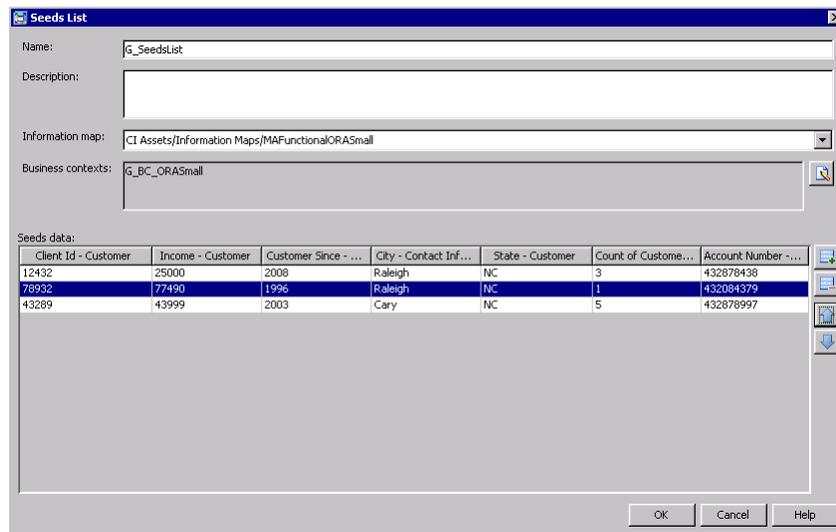 Seeds List
Name: G_SeedsList
Description:
Information map: CI Assets/Information Maps/MAFunctionalORASmall
Business contexts: G_BC_ORASmall
Seeds data:
Client Id - Customer Income - Customer Customer Since - ... City - Contact Inf... State - Customer Count of Custome... Account Number -...
12432 25000 2008 Raleigh NC 3 432878438
78932 77490 1996 Raleigh NC 1 432084379
43289 43999 2003 Cary NC 5 432878997
OK Cancel Help